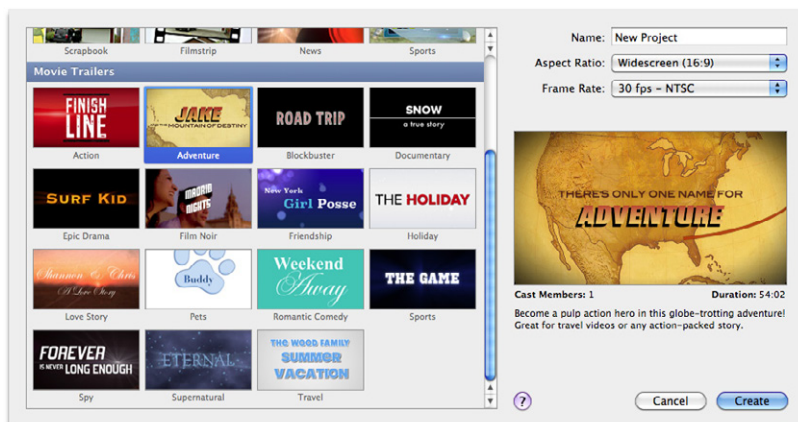 Scrapbook
Filmstrip
News
Sports
Movie Trailers
FINISH
LINE
Action
JAKE
MOUNTAIN OF DESTINY
Adventure
ROAD TRIP
Blockbuster
SNOW
a true story
Documentary
SURF KID
Epic Drama
MADRID
NIGHTS
Film Noir
New York
Girl Posse
Friendship
THE HOLIDAY
Holiday
Shannon & Chris
A Love Story
Love Story
Buddy
Pets
Weekend
Away
Romantic Comedy
THE GAME
Sports
FOREVER
IS NEVER LONG ENOUGH
Spy
ETERNAL
Supernatural
THE WOOD FAMILY
SUMMER
VACATION
Travel
Name: New Project
Aspect Ratio: Widescreen (16:9)
Frame Rate: 30 fps – NTSC
THERE'S ONLY ONE NAME FOR
ADVENTURE
Cast Members: 1 Duration: 54:02
Become a pulp action hero in this globe-trotting adventure!
Great for travel videos or any action-packed story.
?
Cancel
Create